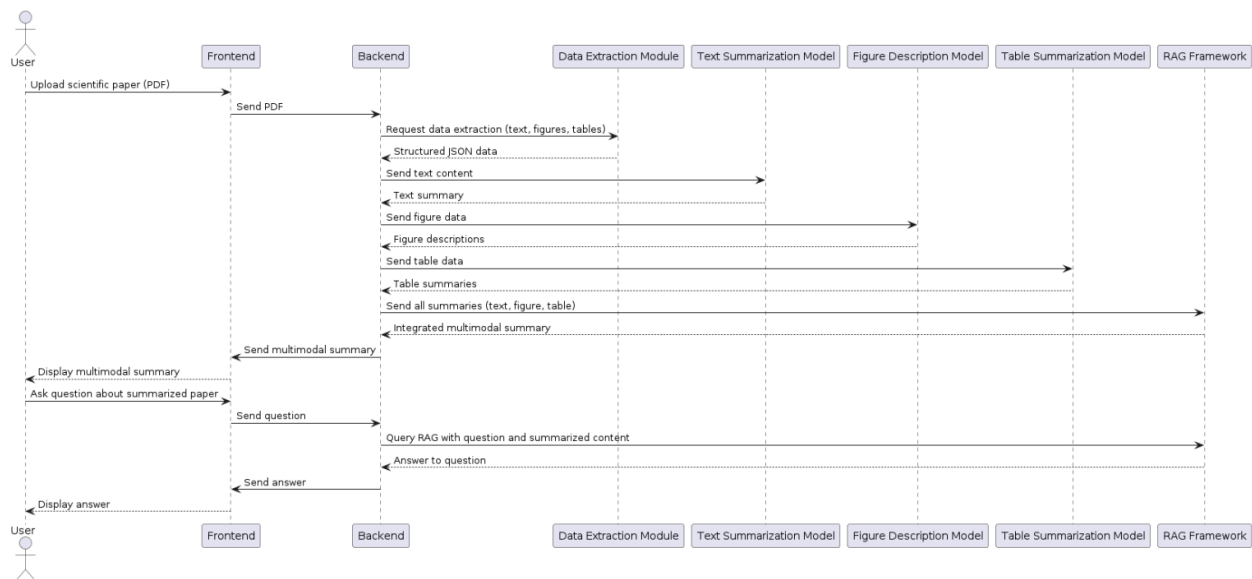 User
Frontend
Backend
Data Extraction Module
Text Summarization Model
Figure Description Model
Table Summarization Model
RAG Framework
Upload scientific paper (PDF)
Send PDF
Request data extraction (text, figures, tables)
Structured JSON data
Send text content
Text summary
Send figure data
Figure descriptions
Send table data
Table summaries
Send all summaries (text, figure, table)
Integrated multimodal summary
Send multimodal summary
Display multimodal summary
Ask question about summarized paper
Send question
Query RAG with question and summarized content
Answer to question
Send answer
Display answer
User
Frontend
Backend
Data Extraction Module
Text Summarization Model
Figure Description Model
Table Summarization Model
RAG Framework